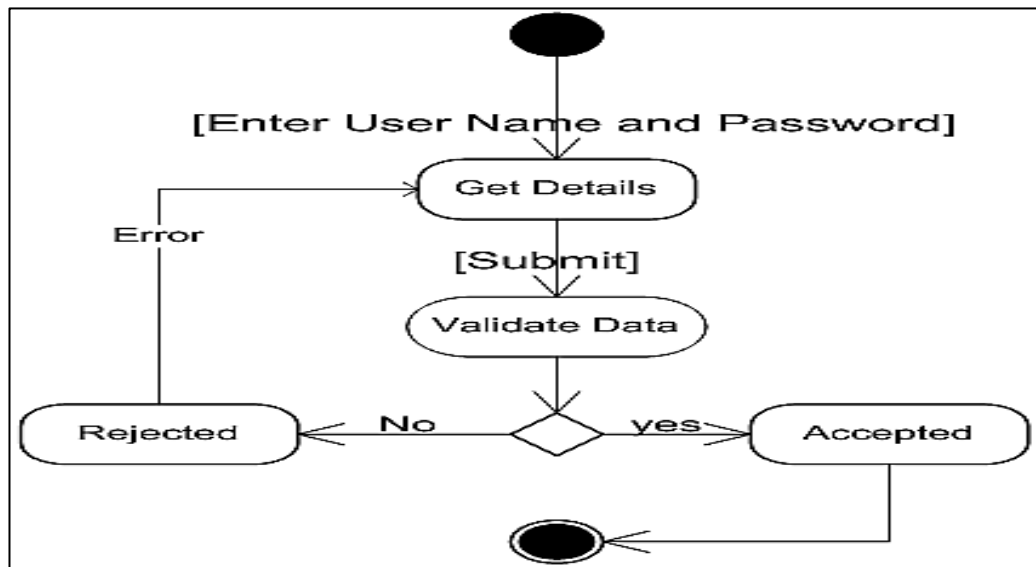 [Enter User Name and Password]
Get Details
Error
[Submit]
Validate Data
Rejected
No
yes
Accepted